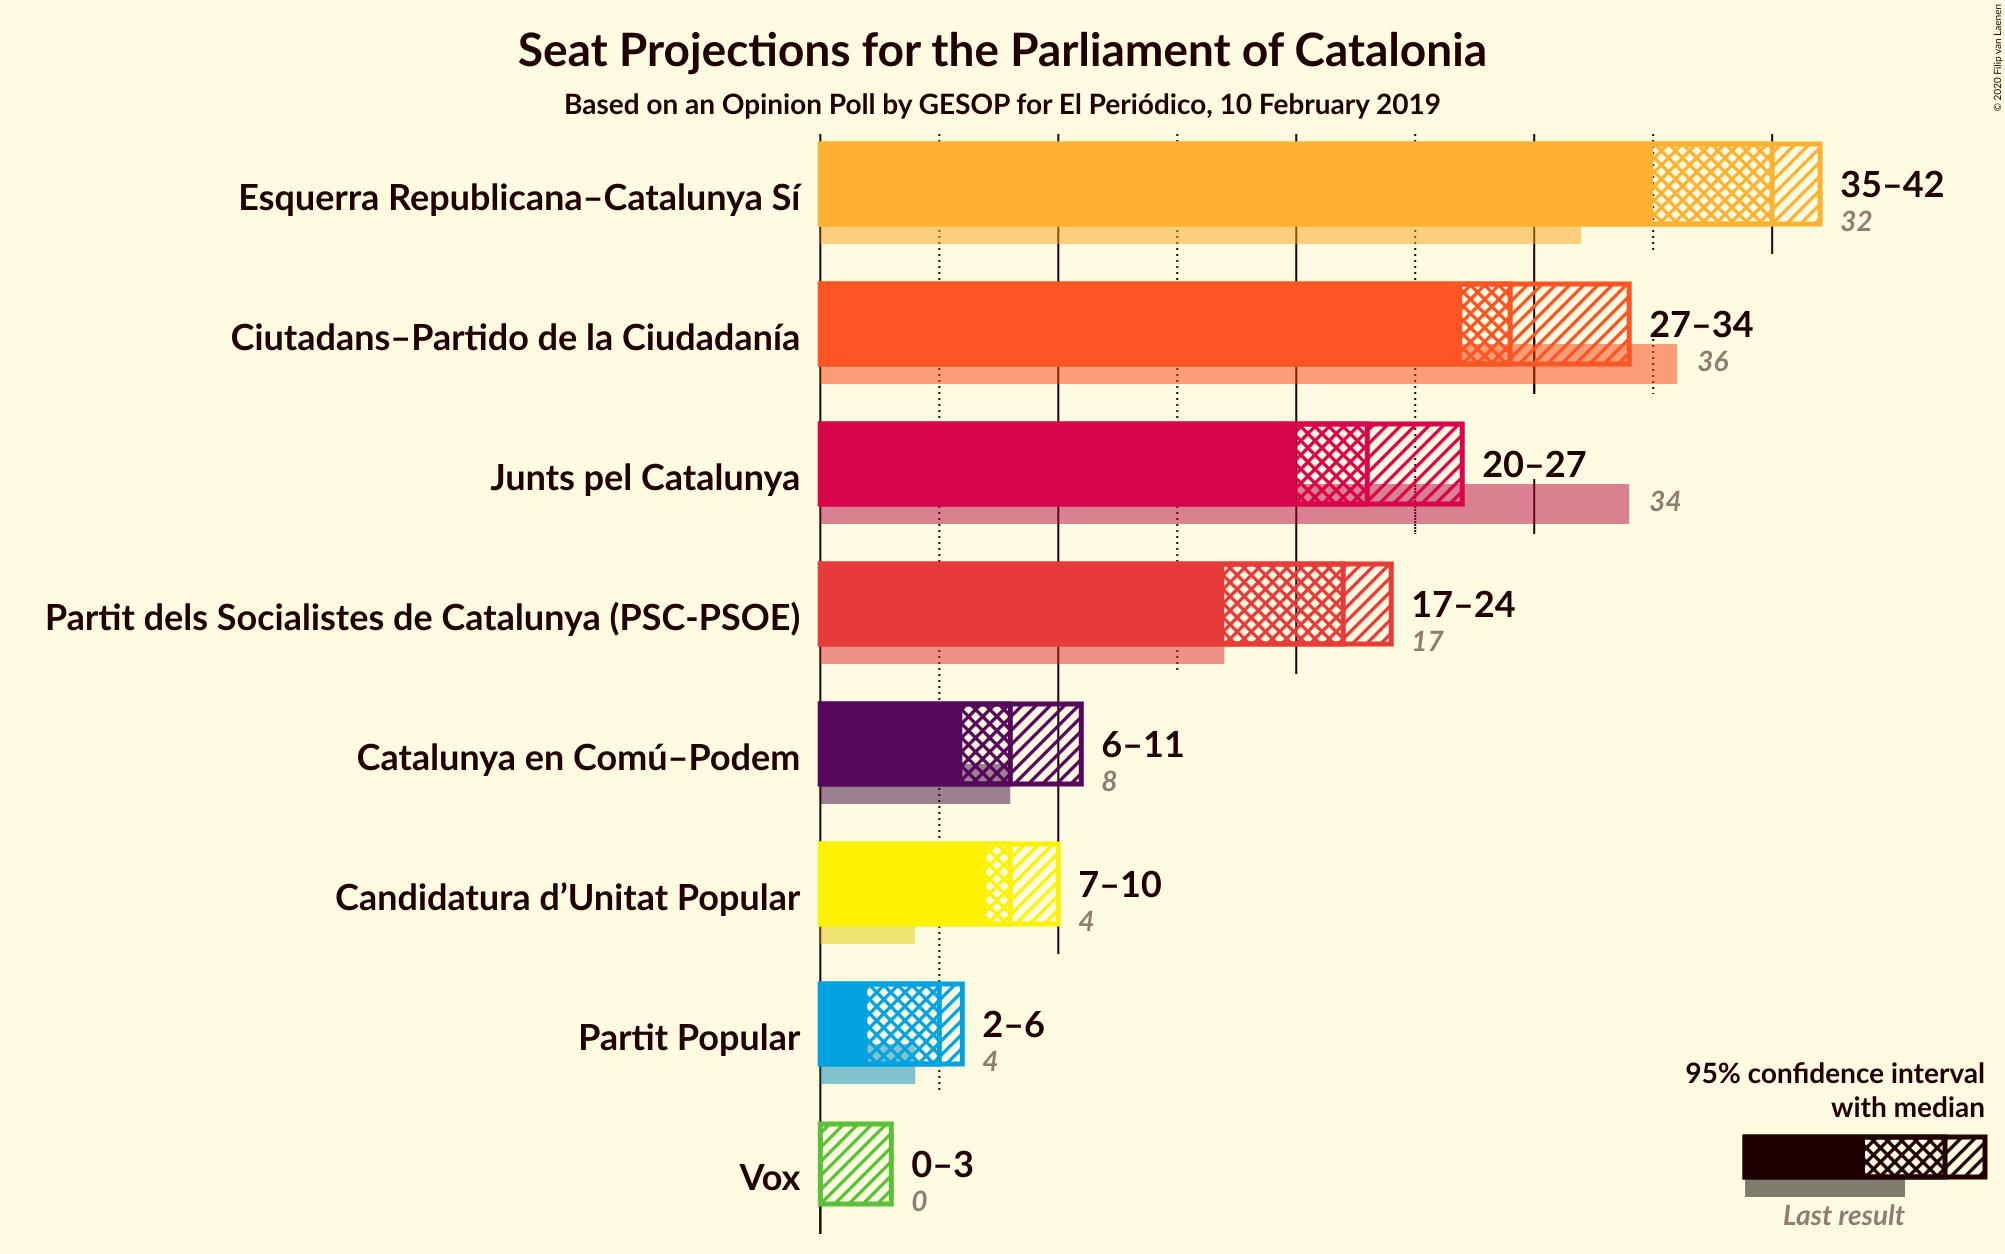 Seat Projections for the Parliament of Catalonia
Based on an Opinion Poll by GESOP for El Periódico, 10 February 2019
© 2020 Filip van Laenen
Esquerra Republicana–Catalunya Sí
35–42
32
Ciutadans–Partido de la Ciudadanía
27–34
36
Junts pel Catalunya
20–27
34
Partit dels Socialistes de Catalunya (PSC-PSOE)
17–24
17
Catalunya en Comú–Podem
6–11
8
Candidatura d’Unitat Popular
7–10
4
Partit Popular
2–6
4
Vox
0–3
0
95% confidence interval
with median
Last result